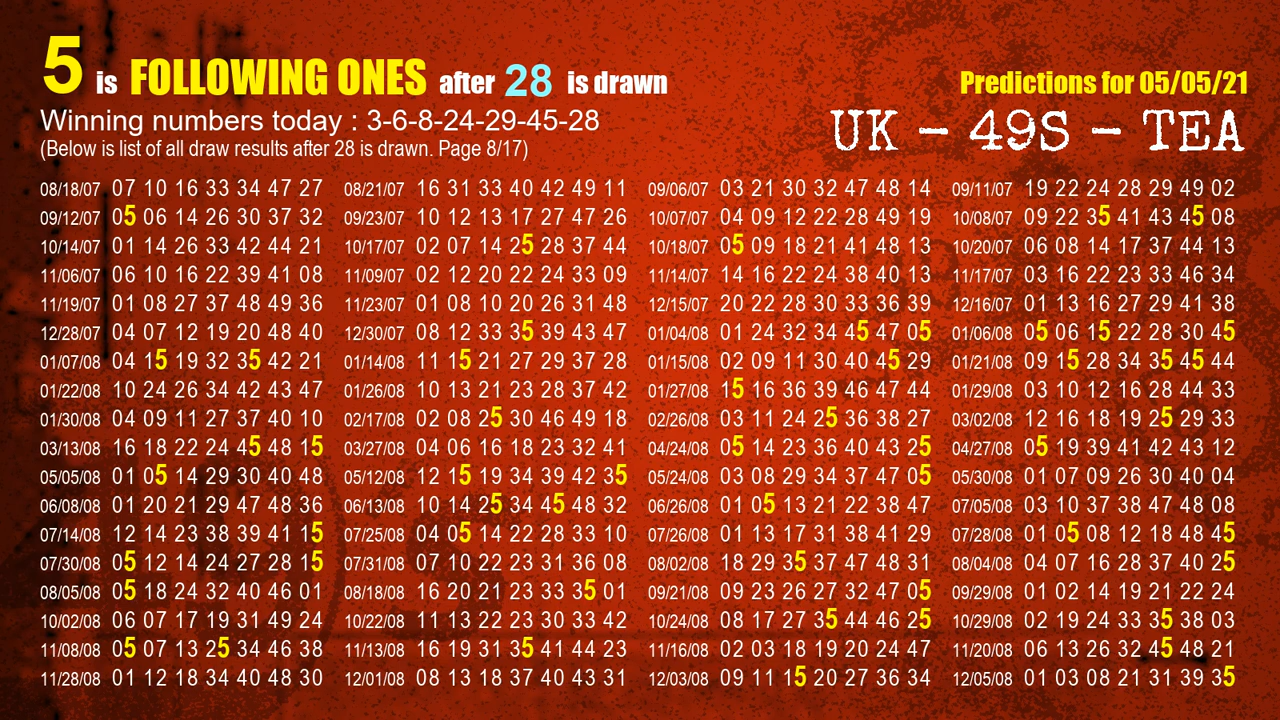 5 is FOLLOWING ONES after 28 is drawn
Predictions for 05/05/21
Winning numbers today : 3-6-8-24-29-45-28
UK - 49S - TEA
(Below is list of all draw results after 28 is drawn. Page 8/17)
08/18/07 07 10 16 33 34 47 27 08/21/07 16 31 33 40 42 49 11 09/06/07 03 21 30 32 47 48 14 09/11/07 19 22 24 28 29 49 02
09/12/07 05 06 14 26 30 37 32 09/23/07 10 12 13 17 27 47 26 10/07/07 04 09 12 22 28 49 19 10/08/07 09 22 35 41 43 45 08
10/14/07 01 14 26 33 42 44 21 10/17/07 02 07 14 25 28 37 44 10/18/07 05 09 18 21 41 48 13 10/20/07 06 08 14 17 37 44 13
11/06/07 06 10 16 22 39 41 08 11/09/07 02 12 20 22 24 33 09 11/14/07 14 16 22 24 38 40 13 11/17/07 03 16 22 23 33 46 34
11/19/07 01 08 27 37 48 49 36 11/23/07 01 08 10 20 26 31 48 12/15/07 20 22 28 30 33 36 39 12/16/07 01 13 16 27 29 41 38
12/28/07 04 07 12 19 20 48 40 12/30/07 08 12 33 35 39 43 47 01/04/08 01 24 32 34 45 47 05 01/06/08 05 06 15 22 28 30 45
01/07/08 04 15 19 32 35 42 21 01/14/08 11 15 21 27 29 37 28 01/15/08 02 09 11 30 40 45 29 01/21/08 09 15 28 34 35 45 44
01/22/08 10 24 26 34 42 43 47 01/26/08 10 13 21 23 28 37 42 01/27/08 15 16 36 39 46 47 44 01/29/08 03 10 12 16 28 44 33
01/30/08 04 09 11 27 37 40 10 02/17/08 02 08 25 30 46 49 18 02/26/08 03 11 24 25 36 38 27 03/02/08 12 16 18 19 25 29 33
03/13/08 16 18 22 24 45 48 15 03/27/08 04 06 16 18 23 32 41 04/24/08 05 14 23 36 40 43 25 04/27/08 05 19 39 41 42 43 12
05/05/08 01 05 14 29 30 40 48 05/12/08 12 15 19 34 39 42 35 05/24/08 03 08 29 34 37 47 05 05/30/08 01 07 09 26 30 40 04
06/08/08 01 20 21 29 47 48 36 06/13/08 10 14 25 34 45 48 32 06/26/08 01 05 13 21 22 38 47 07/05/08 03 10 37 38 47 48 08
07/14/08 12 14 23 38 39 41 15 07/25/08 04 05 14 22 28 33 10 07/26/08 01 13 17 31 38 41 29 07/28/08 01 05 08 12 18 48 45
07/30/08 05 12 14 24 27 28 15 07/31/08 07 10 22 23 31 36 08 08/02/08 18 29 35 37 47 48 31 08/04/08 04 07 16 28 37 40 25
08/05/08 05 18 24 32 40 46 01 08/18/08 16 20 21 23 33 35 01 09/21/08 09 23 26 27 32 47 05 09/29/08 01 02 14 19 21 22 24
10/02/08 06 07 17 19 31 49 24 10/22/08 11 13 22 23 30 33 42 10/24/08 08 17 27 35 44 46 25 10/29/08 02 19 24 33 35 38 03
11/08/08 05 07 13 25 34 46 38 11/13/08 16 19 31 35 41 44 23 11/16/08 02 03 18 19 20 24 47 11/20/08 06 13 26 32 45 48 21
11/28/08 01 12 18 34 40 48 30 12/01/08 08 13 18 37 40 43 31 12/03/08 09 11 15 20 27 36 34 12/05/08 01 03 08 21 31 39 35